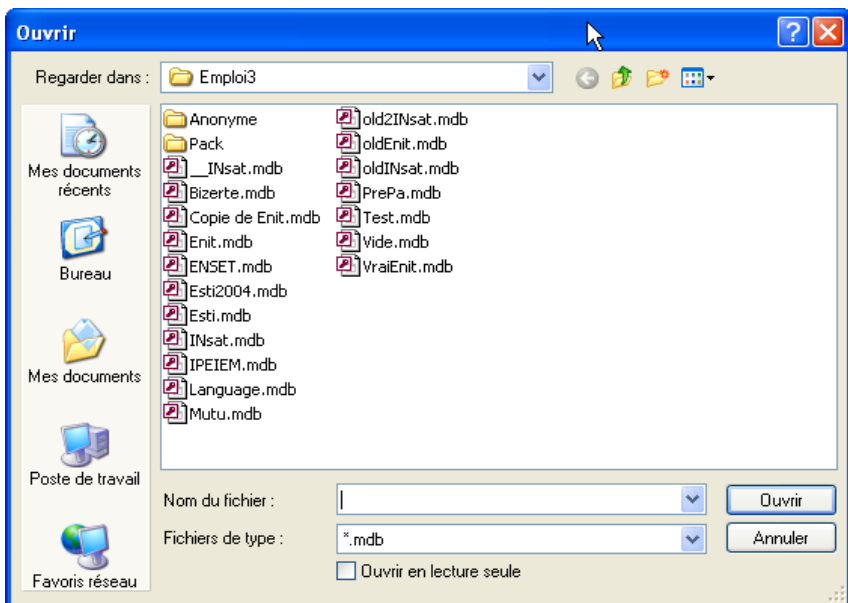 Ouvrir
Regarder dans :
Emploi3
Mes documents
récents
Bureau
Mes documents
Poste de travail
Favoris réseau
Anonyme
Pack
__INsat.mdb
Bizerte.mdb
Copie de Enit.mdb
Enit.mdb
ENSET.mdb
Esti2004.mdb
Esti.mdb
INsat.mdb
IPEIEM.mdb
Language.mdb
Mutu.mdb
old2INsat.mdb
oldEnit.mdb
oldINsat.mdb
PrePa.mdb
Test.mdb
Vide.mdb
VraiEnit.mdb
Nom du fichier :
Ouvrir
Fichiers de type :
*.mdb
Annuler
Ouvrir en lecture seule